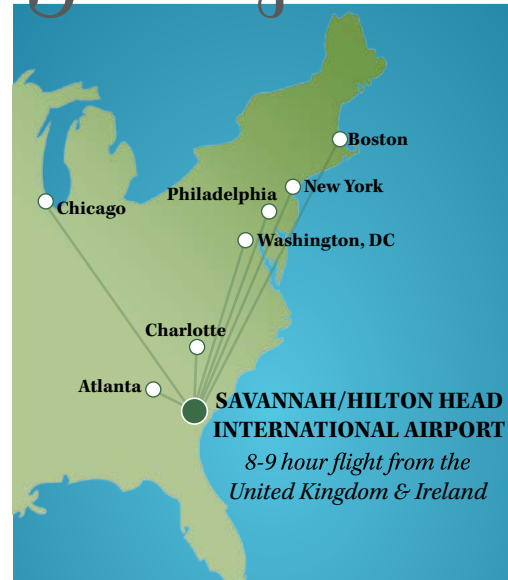 Boston
New York
Philadelphia
Chicago
Washington, DC
Charlotte
Atlanta
SAVANNAH/HILTON HEAD
INTERNATIONAL AIRPORT
8-9 hour flight from the
United Kingdom & Ireland